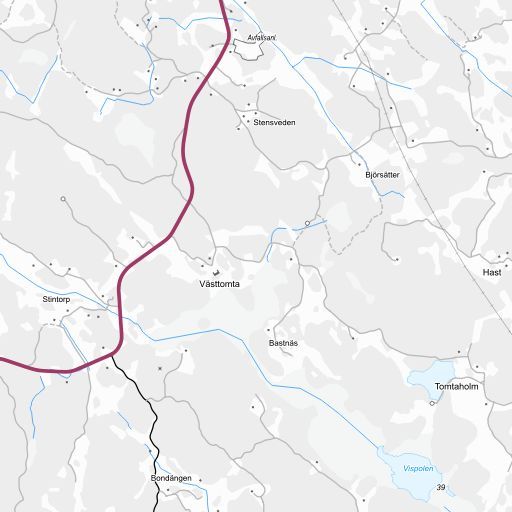 Avfallsanl.
Stensveden
Björsätter
Hast
Västtomta
Stintorp
Bastnäs
Tomtaholm
Vispolen
Bondängen
39